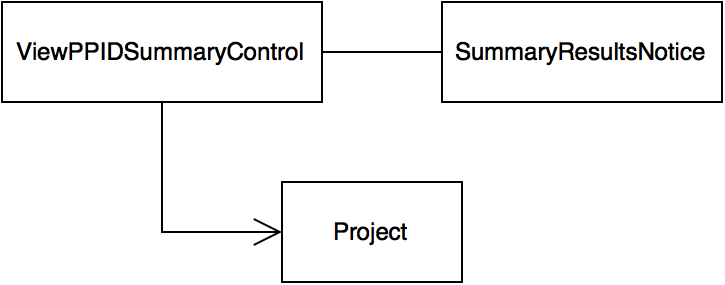 ViewPPIDSummaryControl
SummaryResultsNotice
Project